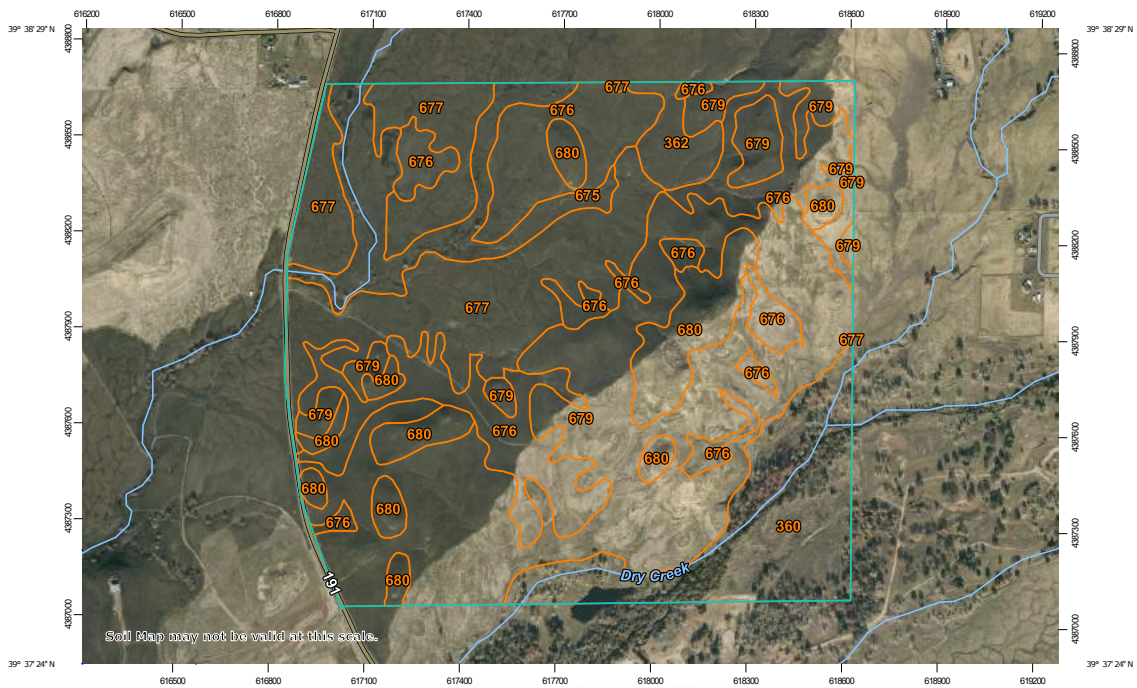 616200 616500 616800 617100 617400 617700 618000 618300 618600 618900 619200
39° 38' 29" N 39° 38' 29" N
4388800 4388800
677 676 676
677 676 679 679
4388500 362 679 4388500
676 680
679
675 679
677 676 680
4388200 679 4388200
676
676
677 676
4387900 676 4387900
680 677
679 680 676
679
679 676 679
4387600 680 680 676 4387600
680
680
676 680 360
4387300 4387300
Dry Creek
191 680
4387000 4387000
Soil Map may not be valid at this scale.
39° 37' 24" N 39° 37' 24" N
616500 616800 617100 617400 617700 618000 618300 618600 618900 619200